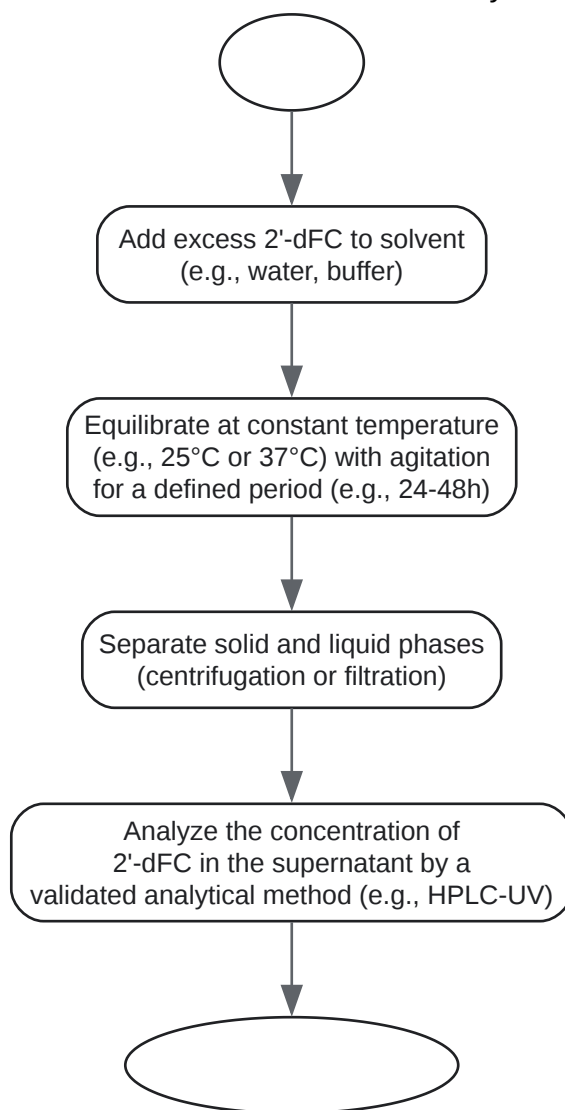 Add excess 2'-dFC to solvent
(e.g., water, buffer)
Equilibrate at constant temperature
(e.g., 25°C or 37°C) with agitation
for a defined period (e.g., 24-48h)
Separate solid and liquid phases
(centrifugation or filtration)
Analyze the concentration of
2'-dFC in the supernatant by a
validated analytical method (e.g., HPLC-UV)